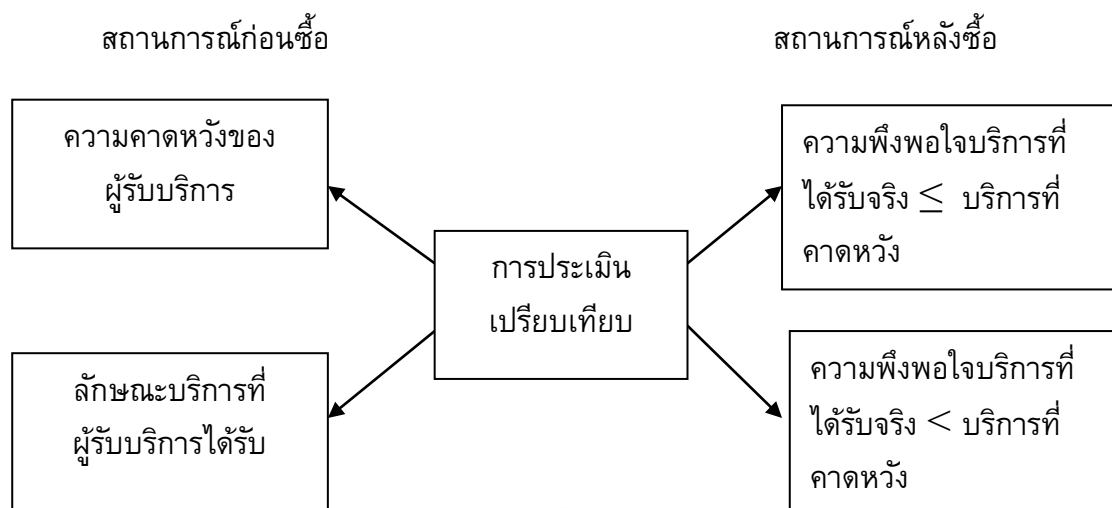 สถานการณ์ก่อนซื้อ
สถานการณ์หลังซื้อ
ความคาดหวังของ
ผู้รับบริการ
ความพึงพอใจบริการที่
ได้รับจริง ≤ บริการที่
คาดหวัง
การประเมิน
เปรียบเทียบ
ลักษณะบริการที่
ผู้รับบริการได้รับ
ความพึงพอใจบริการที่
ได้รับจริง < บริการที่
คาดหวัง